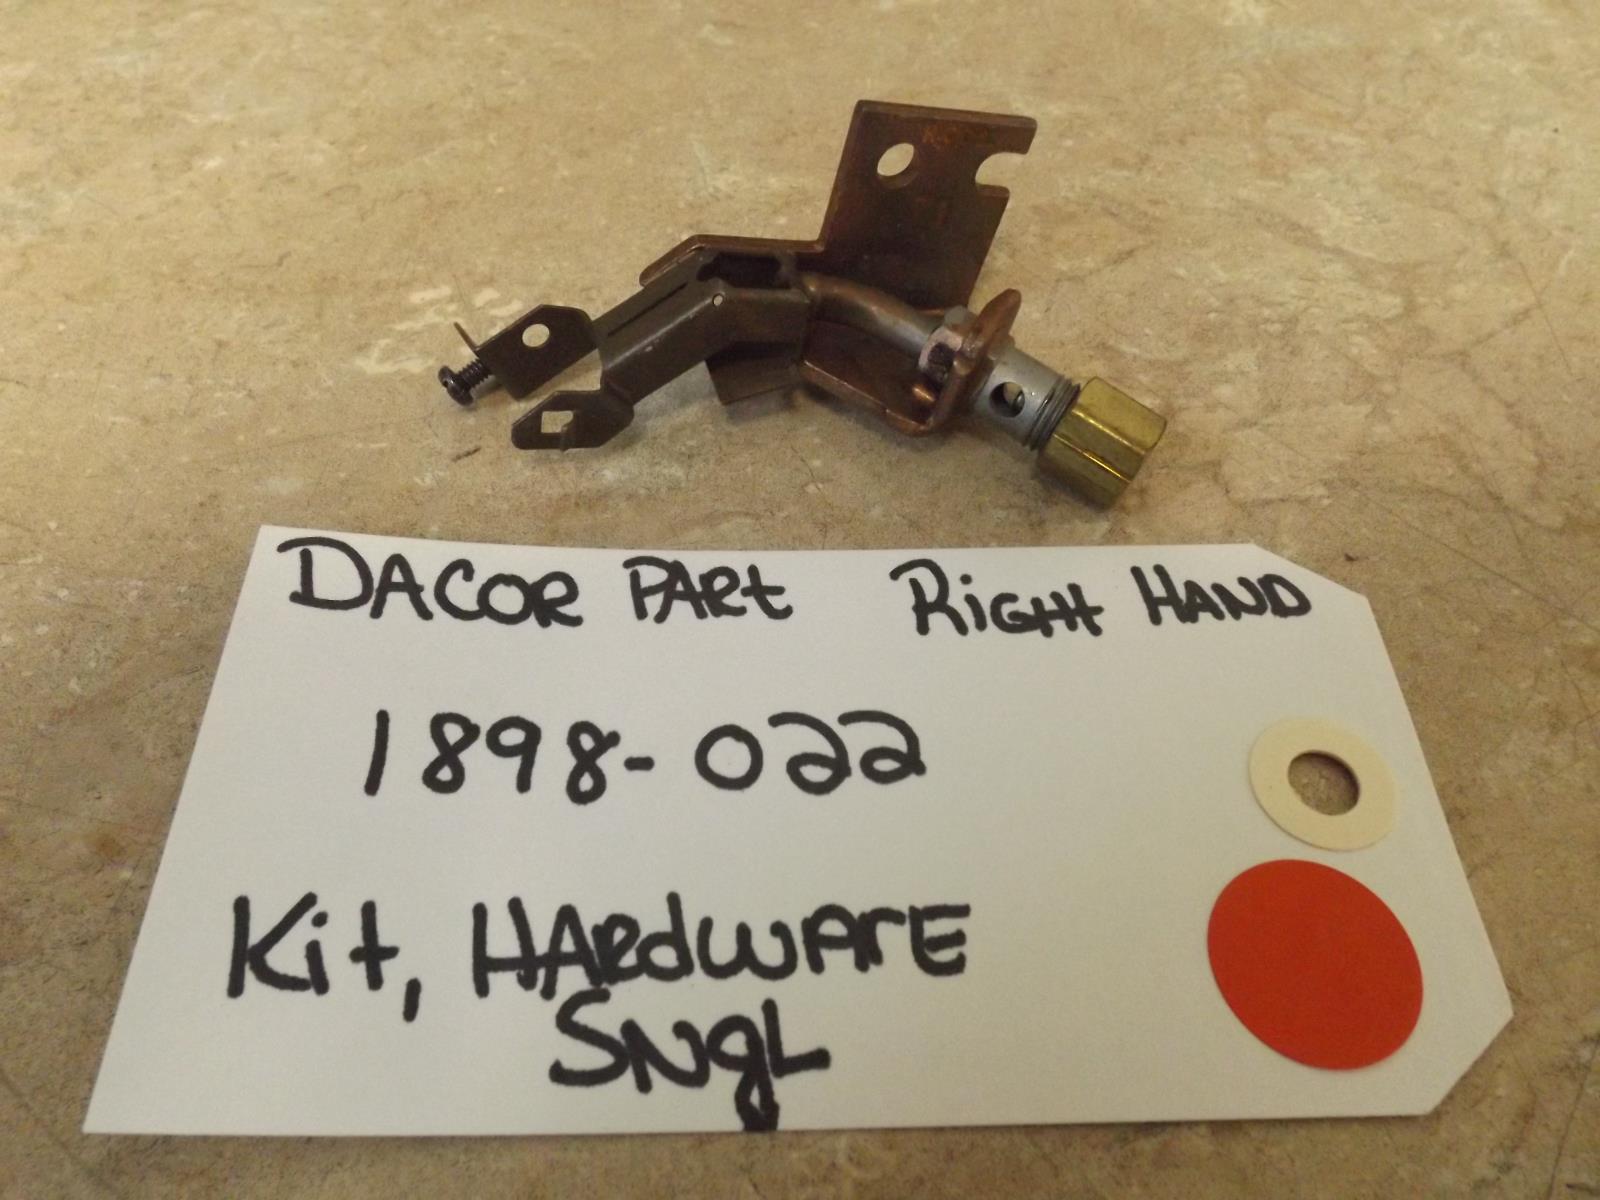 DACOR PART RIGHT HAND
1898-022
Kit, HARdWARE
SNgL